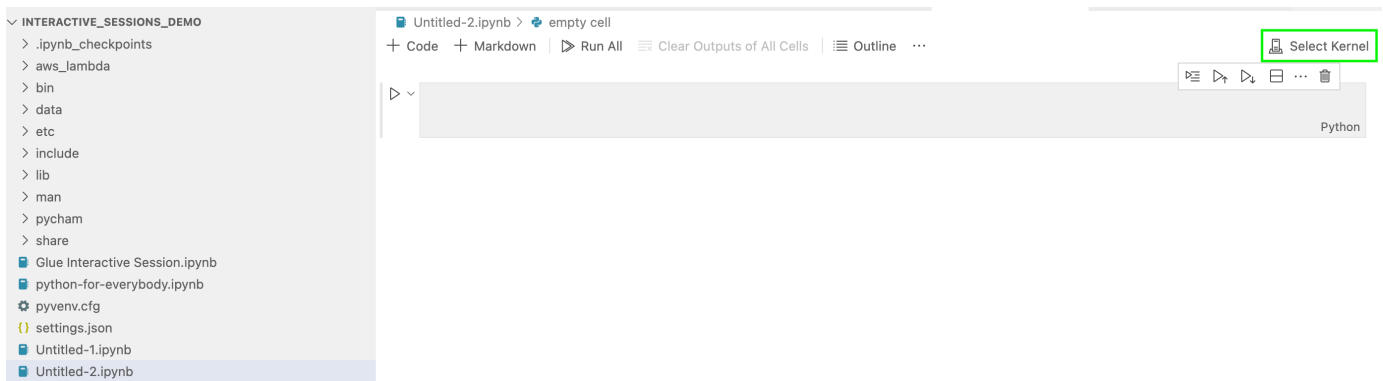 INTERACTIVE_SESSIONS_DEMO
.ipynb_checkpoints
aws_lambda
bin
data
etc
include
lib
man
pycham
share
Glue Interactive Session.ipynb
python-for-everybody.ipynb
pyvenv.cfg
{} settings.json
Untitled-1.ipynb
Untitled-2.ipynb
Untitled-2.ipynb > empty cell
+ Code + Markdown Run All Clear Outputs of All Cells Outline ... Select Kernel
...
Python